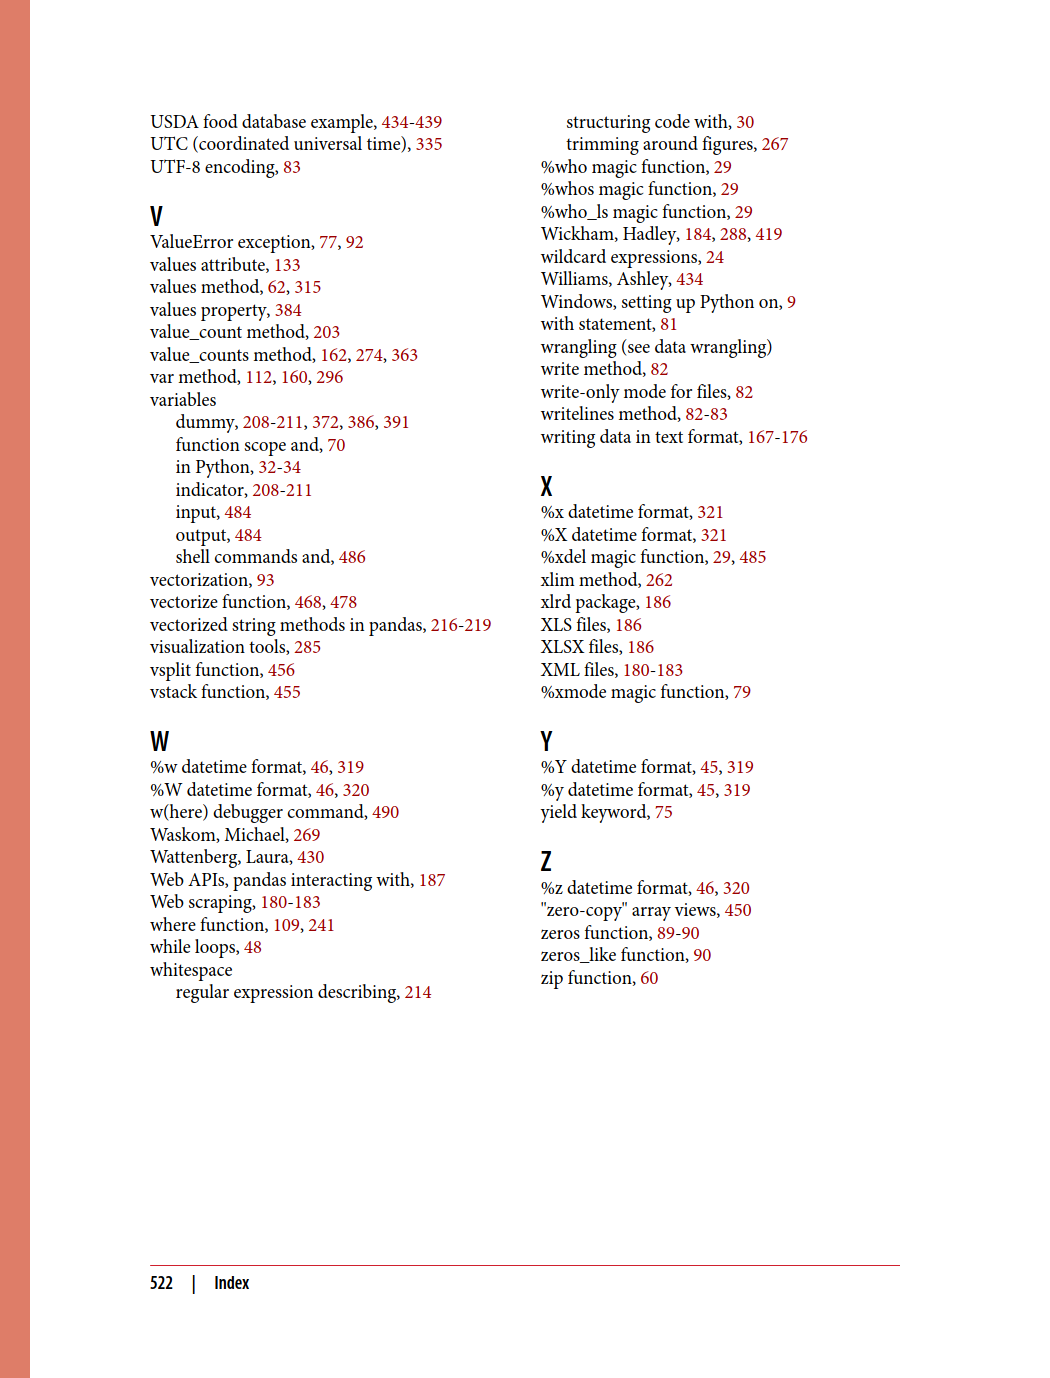 USDA food database example, 434-439
UTC (coordinated universal time), 335
UTF-8 encoding, 83
V
ValueError exception, 77, 92
values attribute, 133
values method, 62, 315
values property, 384
value_count method, 203
value_counts method, 162, 274, 363
var method, 112, 160, 296
variables
dummy, 208-211, 372, 386, 391
function scope and, 70
in Python, 32-34
indicator, 208-211
input, 484
output, 484
shell commands and, 486
vectorization, 93
vectorize function, 468, 478
vectorized string methods in pandas, 216-219
visualization tools, 285
vsplit function, 456
vstack function, 455
W
%w datetime format, 46, 319
%W datetime format, 46, 320
w(here) debugger command, 490
Waskom, Michael, 269
Wattenberg, Laura, 430
Web APIs, pandas interacting with, 187
Web scraping, 180-183
where function, 109, 241
while loops, 48
whitespace
regular expression describing, 214
structuring code with, 30
trimming around figures, 267
%who magic function, 29
%whos magic function, 29
%who_ls magic function, 29
Wickham, Hadley, 184, 288, 419
wildcard expressions, 24
Williams, Ashley, 434
Windows, setting up Python on, 9
with statement, 81
wrangling (see data wrangling)
write method, 82
write-only mode for files, 82
writelines method, 82-83
writing data in text format, 167-176
X
%x datetime format, 321
%X datetime format, 321
%xdel magic function, 29, 485
xlim method, 262
xlrd package, 186
XLS files, 186
XLSX files, 186
XML files, 180-183
%xmode magic function, 79
Y
%Y datetime format, 45, 319
%y datetime format, 45, 319
yield keyword, 75
Z
%z datetime format, 46, 320
"zero-copy" array views, 450
zeros function, 89-90
zeros_like function, 90
zip function, 60
522 | Index